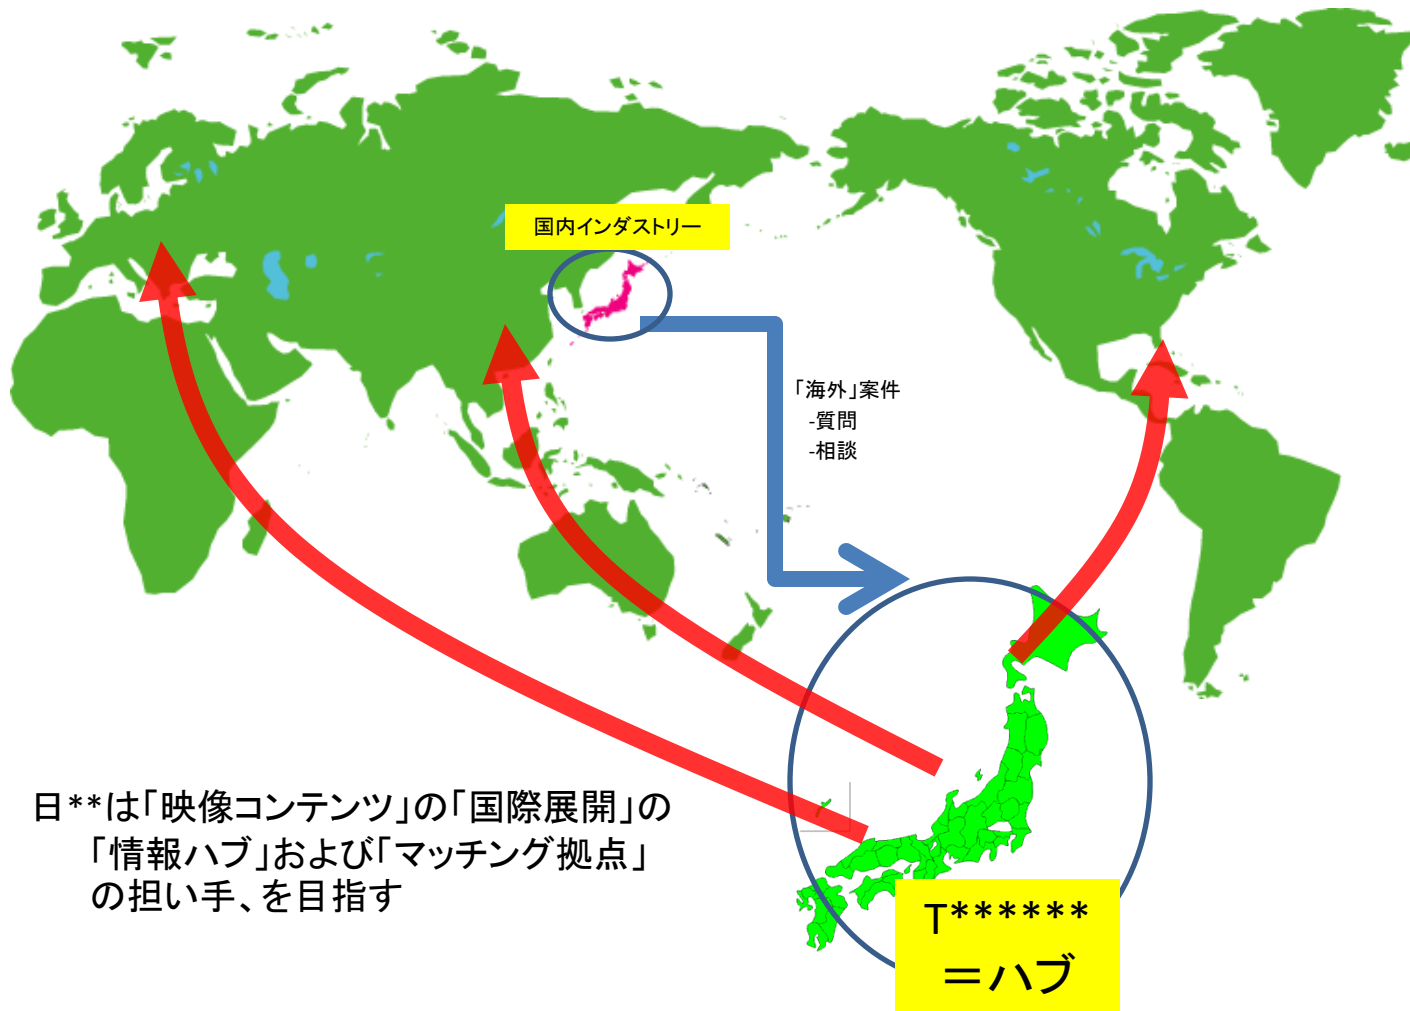 国内インダストリー
「海外」案件
-質問
-相談
日**は「映像コンテンツ」の「国際展開」の
「情報ハブ」および「マッチング拠点」
の担い手、を目指す
T******
＝ハブ